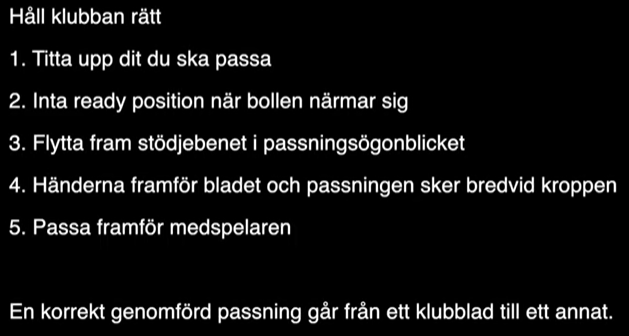 Håll klubban rätt
1. Titta upp dit du ska passa
2. Inta ready position när bollen närmar sig
3. Flytta fram stödjebenet i passningsögonblicket
4. Händerna framför bladet och passningen sker bredvid kroppen
5. Passa framför medspelaren
En korrekt genomförd passning går från ett klubblad till ett annat.